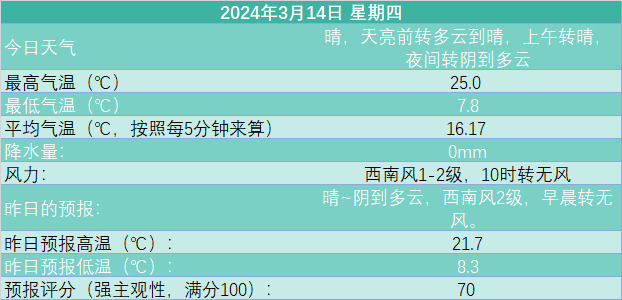 2024年3月14日 星期四
今日天气
晴，天亮前转多云到晴，上午转晴，
夜间转阴到多云
最高气温（℃）
25.0
最低气温（℃）
7.8
平均气温（℃，按照每5分钟来算）
16.17
降水量：
0mm
风力：
西南风1-2级，10时转无风
昨日的预报：
晴~阴到多云，西南风2级，早晨转无
风。
昨日预报高温（℃）：
21.7
昨日预报低温（℃）：
8.3
预报评分（强主观性，满分100）：
70